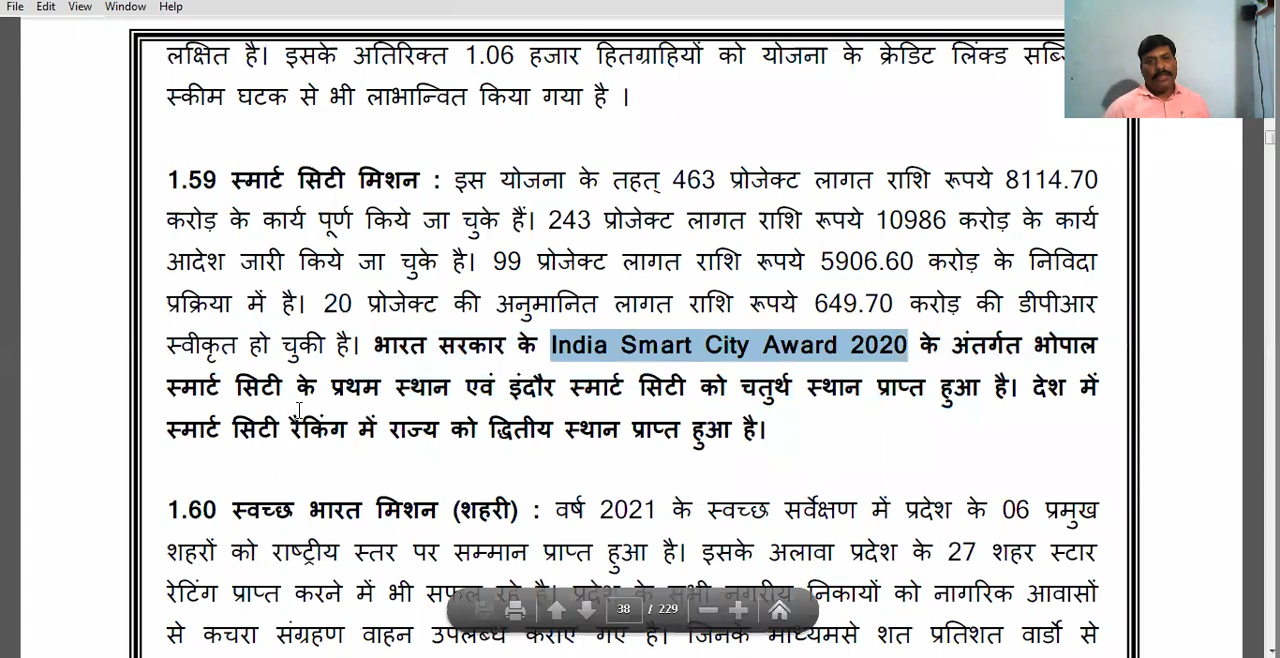 File Edit View Window Help
लक्षित है। इसके अतिरिक्त 1.06 हजार हितग्राहियों को योजना के क्रेडिट लिंक्ड
स्कीम घटक से भी लाभान्वित किया गया है ।
1.59 स्मार्ट सिटी मिशन : इस योजना के तहत् 463 प्रोजेक्ट लागत राशि रूपये 8114.70
करोड़ के कार्य पूर्ण किये जा चुके हैं। 243 प्रोजेक्ट लागत राशि रूपये 10986 करोड़ के कार्य
आदेश जारी किये जा चुके है। 99 प्रोजेक्ट लागत राशि रूपये 5906.60 करोड़ के निविदा
प्रक्रिया में है। 20 प्रोजेक्ट की अनुमानित लागत राशि रूपये 649.70 करोड़ की डीपीआर
स्वीकृत हो चुकी है। भारत सरकार के India Smart City Award 2020 के अंतर्गत भोपाल
स्मार्ट सिटी के प्रथम स्थान एवं इंदौर स्मार्ट सिटी को चतुर्थ स्थान प्राप्त हुआ है। देश में
स्मार्ट सिटी रैंकिंग में राज्य को द्वितीय स्थान प्राप्त हुआ है।
1.60 स्वच्छ भारत मिशन (शहरी) : वर्ष 2021 के स्वच्छ सर्वेक्षण में प्रदेश के 06 प्रमुख
शहरों को राष्ट्रीय स्तर पर सम्मान प्राप्त हुआ है। इसके अलावा प्रदेश के 27 शहर स्टार
रेटिंग प्राप्त करने में भी सफल रहे है। प्रदेश के सभी नगरीय निकायों को नागरिक आवासों
38 / 229
से कचरा संग्रहण वाहन उपलब्ध कराए गए है। जिनके माध्यमसे शत प्रतिशत वार्डो से